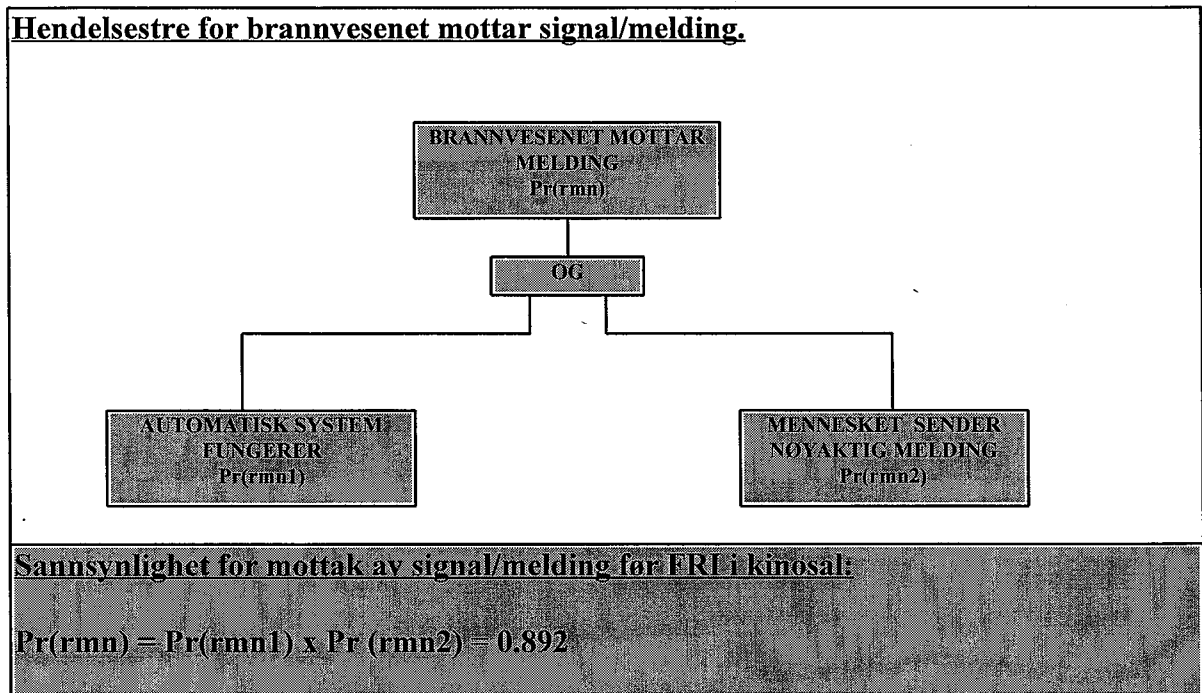 Hendelsestre for brannvesenet mottar signal/melding.
BRANNVESENET MOTTAR
MELDING
Pr(rmn)
OG
AUTOMATISK SYSTEM
FUNGERER
Pr(rmn1)
MENNESKET SENDER
NØYAKTIG MELDING
Pr(rmn2)
Sannsynlighet for mottak av signal/melding før FRI i kinosal:
Pr(rmn) = Pr(rmn1) x Pr (rmn2) = 0.892